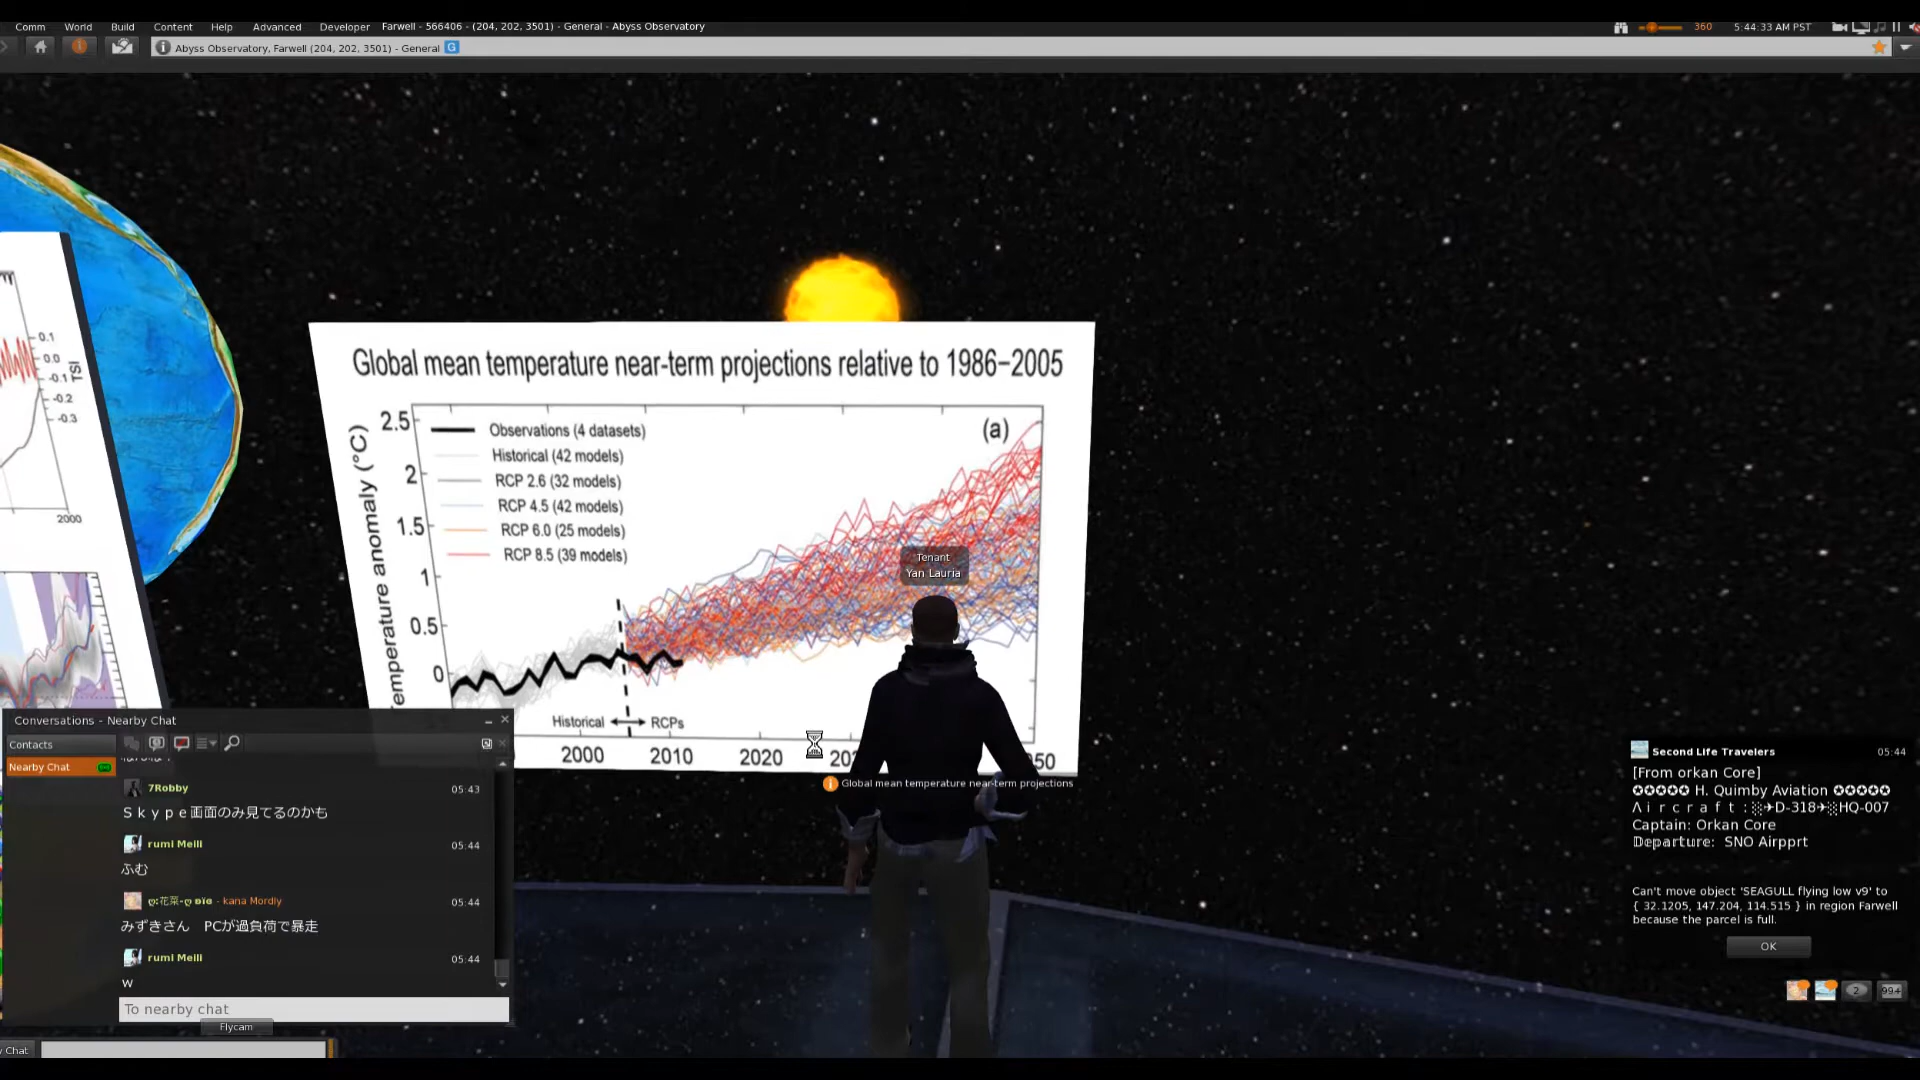 Comm World Build Content Help Advanced Developer Farwell - 566406 - (204, 202, 3501) - General - Abyss Observatory
360 5:44:33 AM PST
Abyss Observatory, Farwell (204, 202, 3501) - General G
0.1
0.0
-0.1
-0.2
-0.3
TSI
2000
Global mean temperature near-term projections relative to 1986–2005
(a)
Observations (4 datasets)
Historical (42 models)
RCP 2.6 (32 models)
RCP 4.5 (42 models)
RCP 6.0 (25 models)
RCP 8.5 (39 models)
2.5
2
1.5
1
0.5
0
emperature anomaly (°C)
Historical RCPs
2000 2010 2020 50
Tenant
Yan Lauria
Global mean temperature near-term projections
Conversations - Nearby Chat
Contacts
Nearby Chat
7Robby 05:43
Ｓｋｙｐｅ画面のみ見てるのかも
rumi Meili 05:44
ふむ
- kana Mordly 05:44
みずきさん　PCが過負荷で暴走
rumi Meili 05:44
w
To nearby chat
Flycam
y Chat
Second Life Travelers 05:44
[From orkan Core]
✪✪✪✪✪ H. Quimby Aviation ✪✪✪✪✪
Λｉｒｃｒａｆｔ:░✈D-318✈░HQ-007
Captain: Orkan Core
Departure: SNO Airpprt
Can't move object 'SEAGULL flying low v9' to
{ 32.1205, 147.204, 114.515 } in region Farwell
because the parcel is full.
OK
2
99+